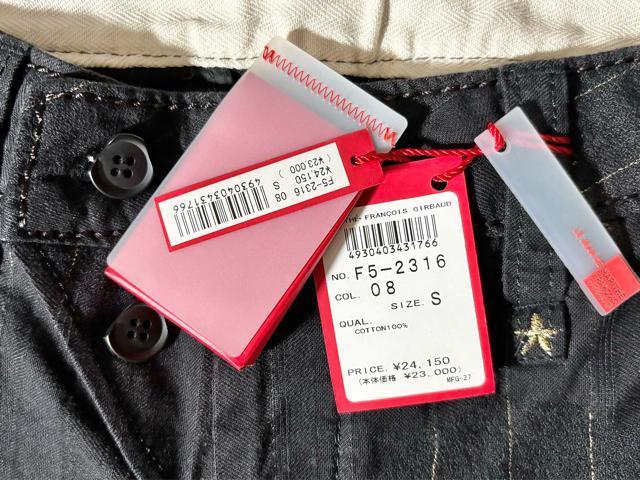 F5-2316 08 S
¥24,150
(¥23,000 )
4930403431766
THE·FRANÇOIS GIRBAUD
4930403431766
NO. F5-2316
COL. 08
SIZE. S
QUAL.
COTTON100%
PRICE. ¥24,150
(本体価格 ¥23,000)
MFG-27